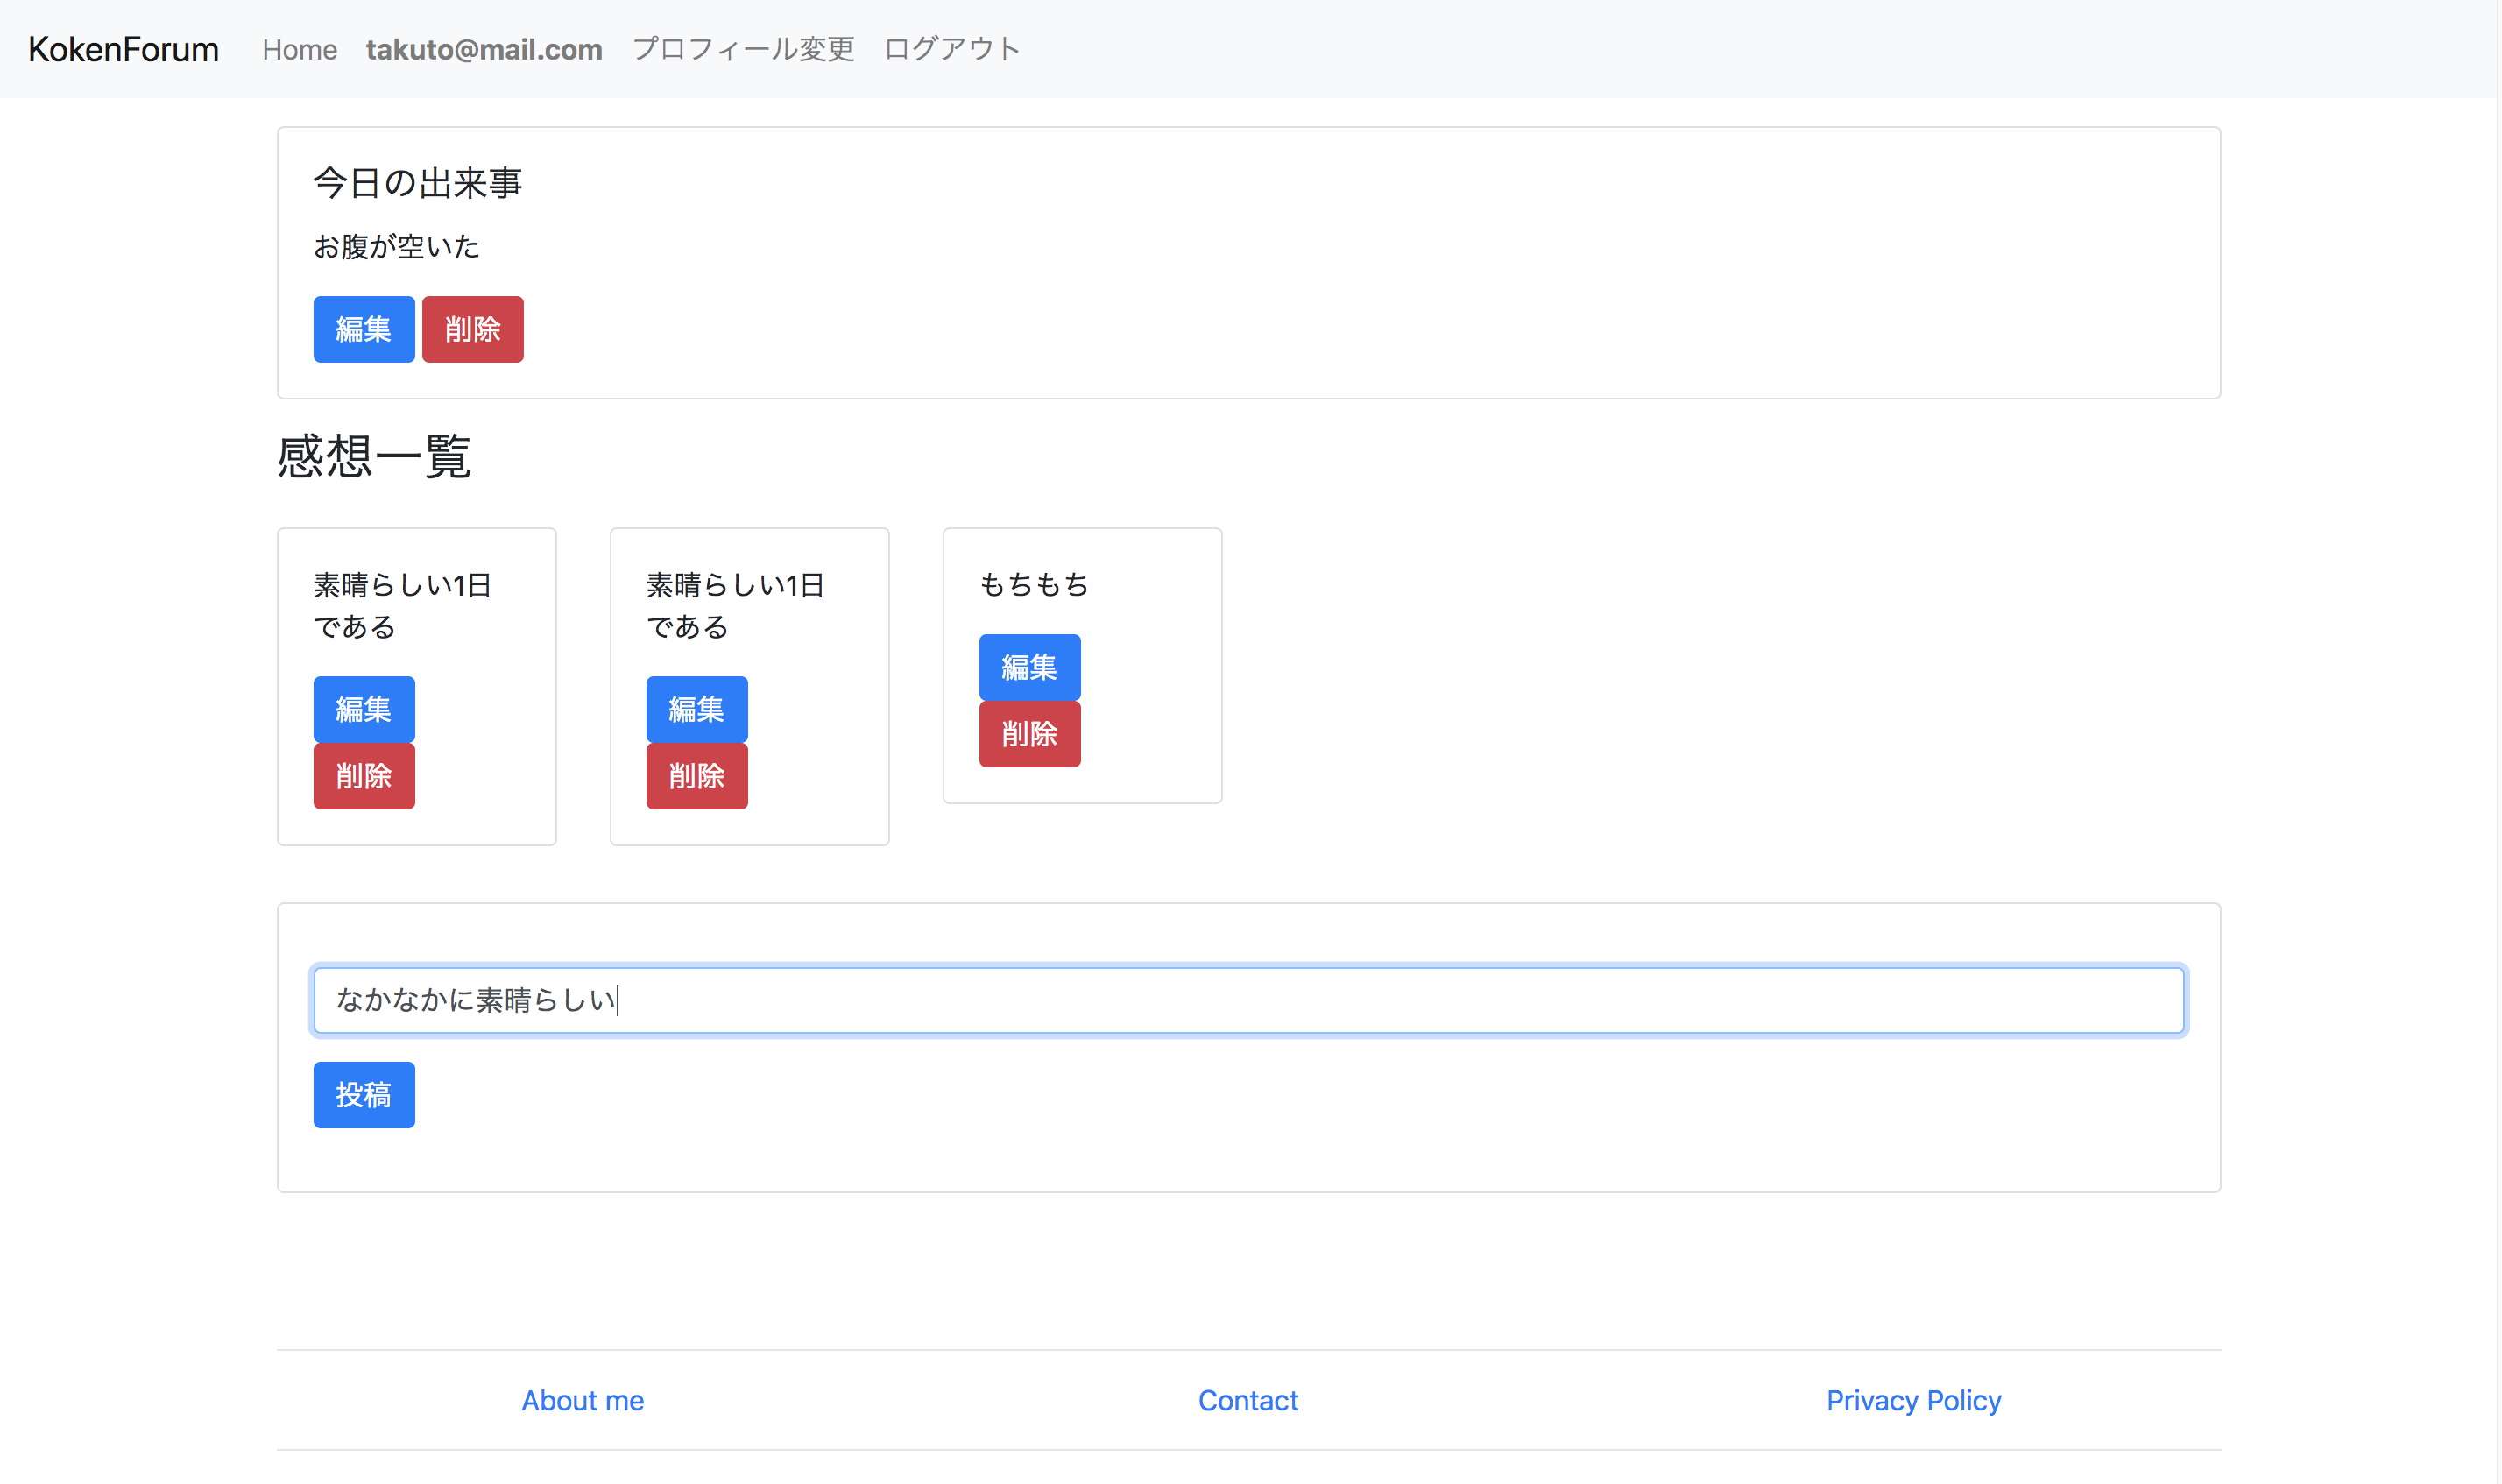 KokenForum Home takuto@mail.com プロフィール変更 ログアウト
今日の出来事
お腹が空いた
編集 削除
感想一覧
素晴らしい1日
である
編集
削除
素晴らしい1日
である
編集
削除
もちもち
編集
削除
なかなかに素晴らしい
投稿
About me Contact Privacy Policy